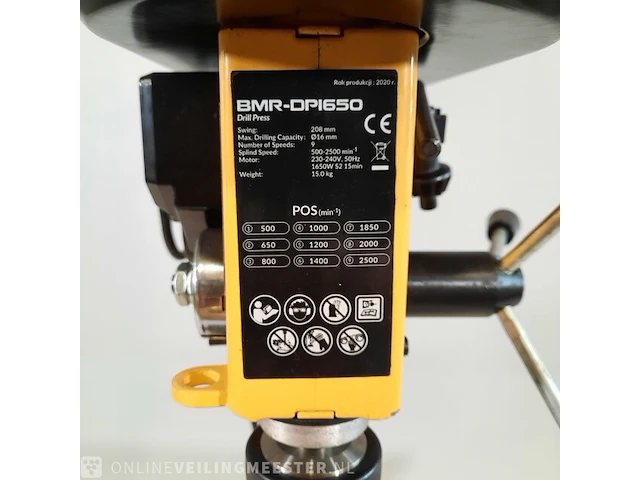 Rok produkcji : 2020 r.
BMR-DP1650
Drill Press
Swing: 208 mm
Max. Drilling Capacity: Ø16 mm
Number of Speeds: 9
Splind Speed: 500-2500 min⁻¹
Motor: 230-240V, 50Hz
1650W S2 15min
Weight: 15.0 kg
CE
POS (min⁻¹)
1 500 4 1000 7 1850
2 650 5 1200 8 2000
3 800 6 1400 9 2500
ONLINEVEILINGMEESTER.NL